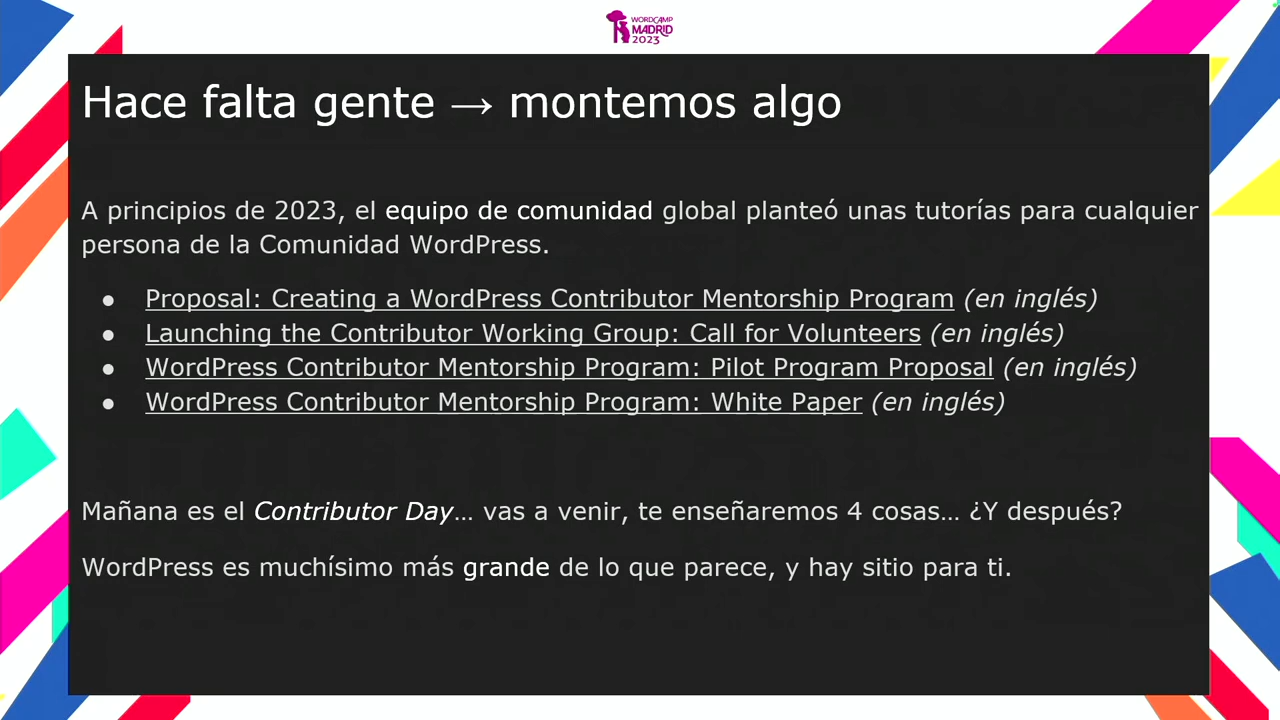 WORDCAMP
MADRID
2023
Hace falta gente → montemos algo
A principios de 2023, el equipo de comunidad global planteó unas tutorías para cualquier
persona de la Comunidad WordPress.
● Proposal: Creating a WordPress Contributor Mentorship Program (en inglés)
● Launching the Contributor Working Group: Call for Volunteers (en inglés)
● WordPress Contributor Mentorship Program: Pilot Program Proposal (en inglés)
● WordPress Contributor Mentorship Program: White Paper (en inglés)
Mañana es el Contributor Day… vas a venir, te enseñaremos 4 cosas… ¿Y después?
WordPress es muchísimo más grande de lo que parece, y hay sitio para ti.